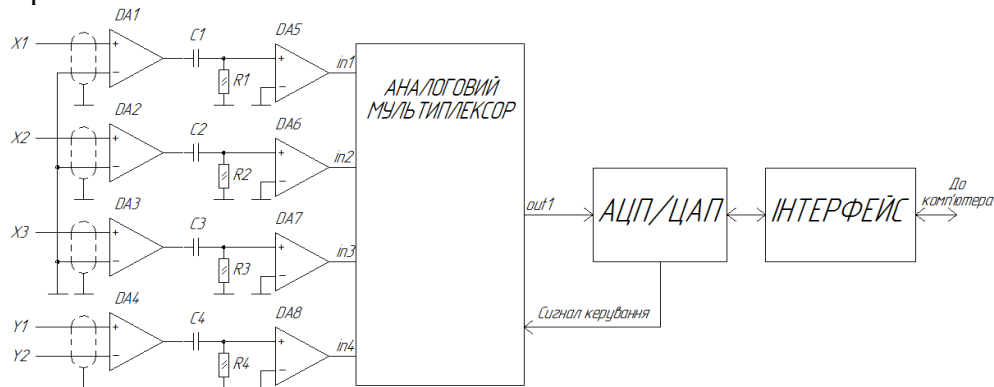 DA1
X1
C1
R1
DA5
in1
DA2
X2
C2
R2
DA6
in2
DA3
X3
C3
R3
DA7
in3
DA4
Y1
Y2
C4
R4
DA8
in4
АНАЛОГОВИЙ
МУЛЬТИПЛЕКСОР
out1
АЦП/ЦАП
ІНТЕРФЕЙС
До
комп'ютера
Сигнал керування